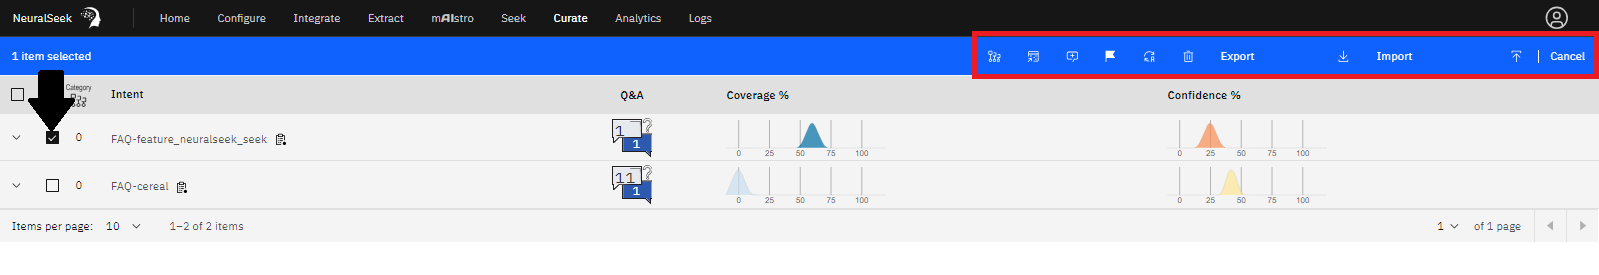 NeuralSeek Home Configure Integrate Extract mAIstro Seek Curate Analytics Logs
1 item selected Export Import Cancel
Category Intent Q&A Coverage % Confidence %
0 FAQ-feature_neuralseek_seek 1 ? 1
0 25 50 75 100 0 25 50 75 100
0 FAQ-cereal 11 ? 1
0 25 50 75 100 0 25 50 75 100
Items per page: 10 1–2 of 2 items 1 of 1 page